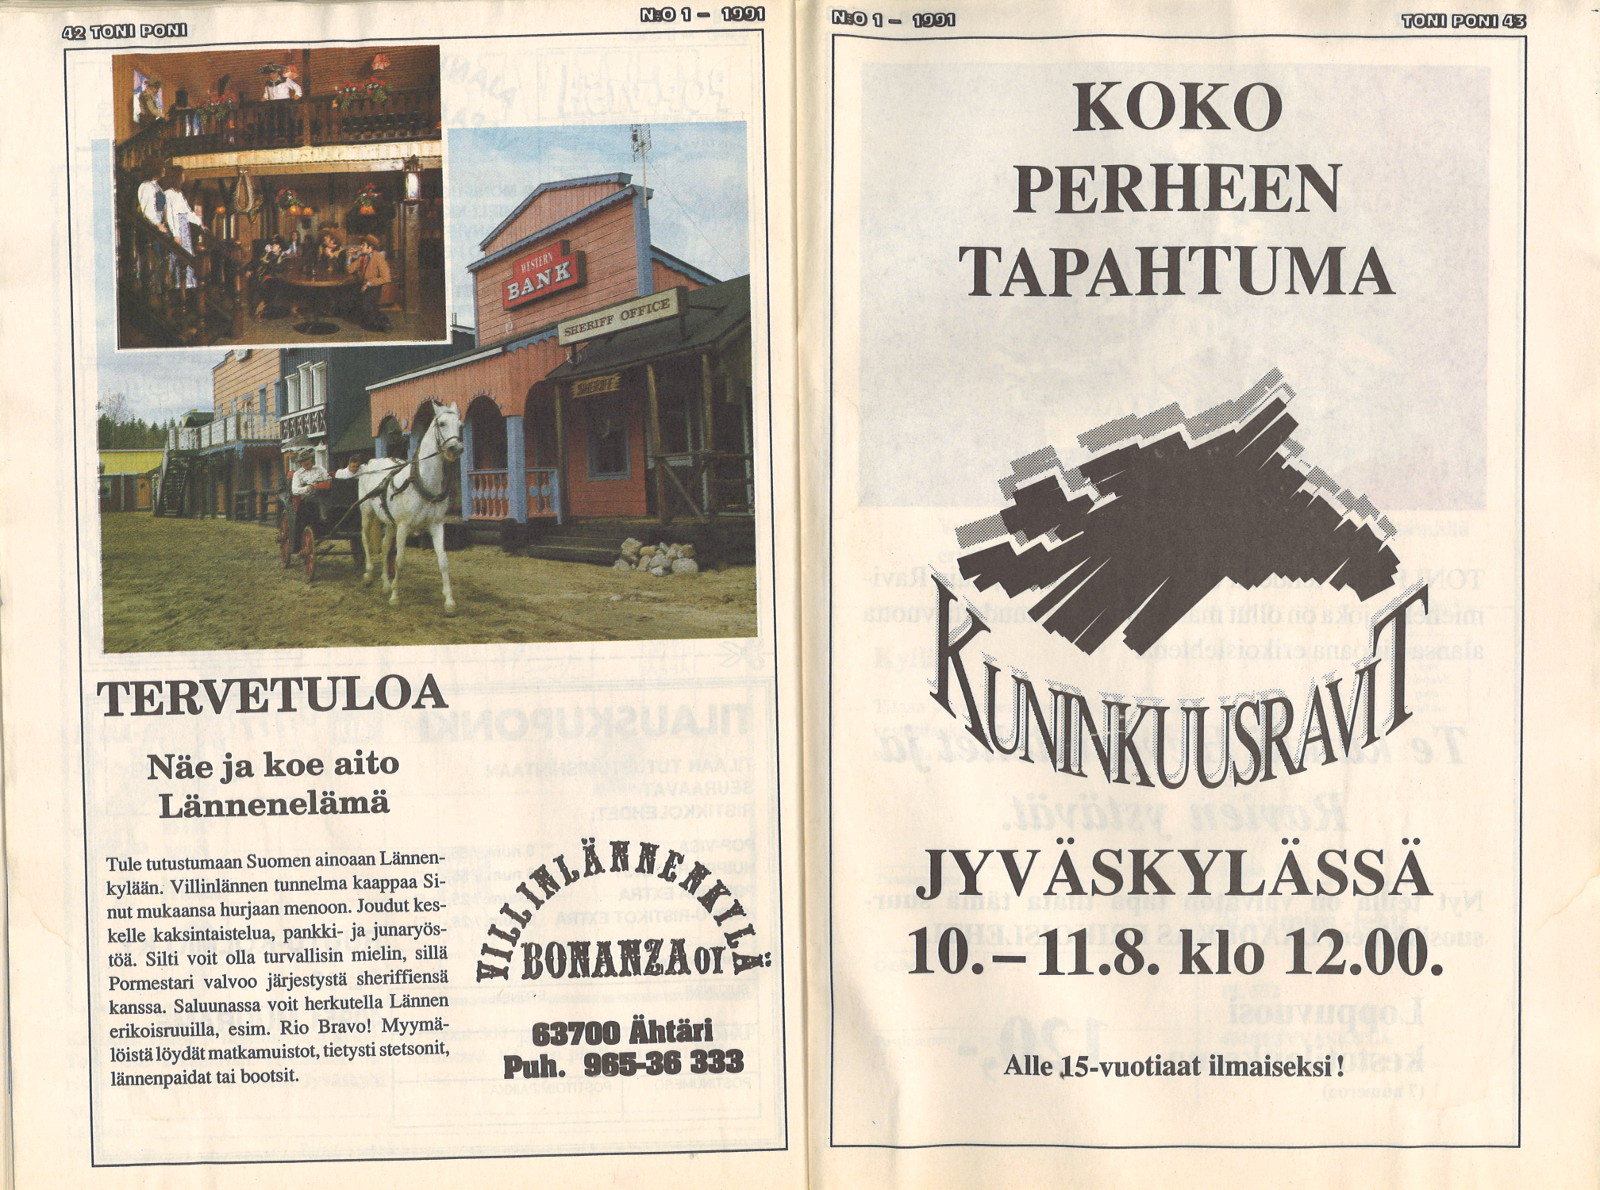 42 TONI PONI
N:O 1 – 1991
WESTERN
BANK
SHERIFF OFFICE
SHERIFF
TERVETULOA
Näe ja koe aito
Lännenelämä
Tule tutustumaan Suomen ainoaan Lännen-
kylään. Villinlännen tunnelma kaappaa Si-
nut mukaansa hurjaan menoon. Joudut kes-
kelle kaksintaistelua, pankki- ja junaryös-
töä. Silti voit olla turvallisin mielin, sillä
Pormestari valvoo järjestystä sheriffiensä
kanssa. Saluunassa voit herkutella Lännen
erikoisruuilla, esim. Rio Bravo! Myymä-
löistä löydät matkamuistot, tietysti stetsonit,
lännenpaidat tai bootsit.
VILLINLÄNNENKYLÄ
BONANZA OY
63700 Ähtäri
Puh. 965-36 333
N:O 1 – 1991
TONI PONI 43
KOKO
PERHEEN
TAPAHTUMA
KUNINKUUSRAVIT
JYVÄSKYLÄSSÄ
10.–11.8. klo 12.00.
Alle 15-vuotiaat ilmaiseksi!